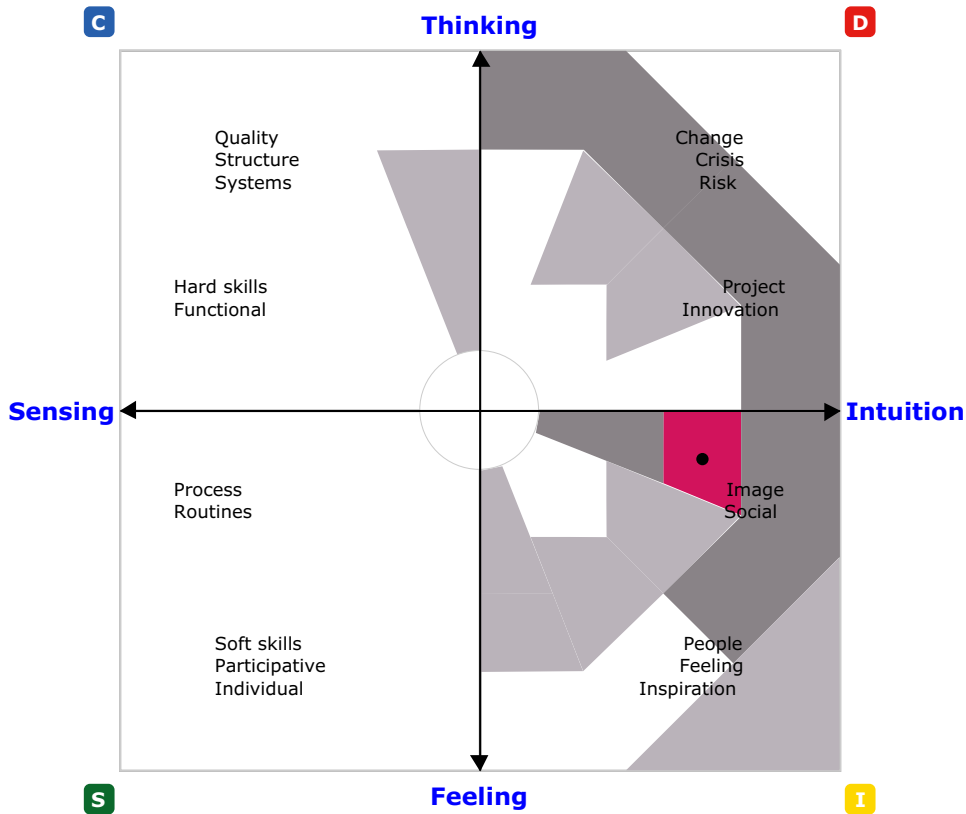 C
D
Thinking
Quality
Structure
Systems
Change
Crisis
Risk
Hard skills
Functional
Project
Innovation
Sensing
Intuition
Process
Routines
Image
Social
Soft skills
Participative
Individual
People
Feeling
Inspiration
S
Feeling
I